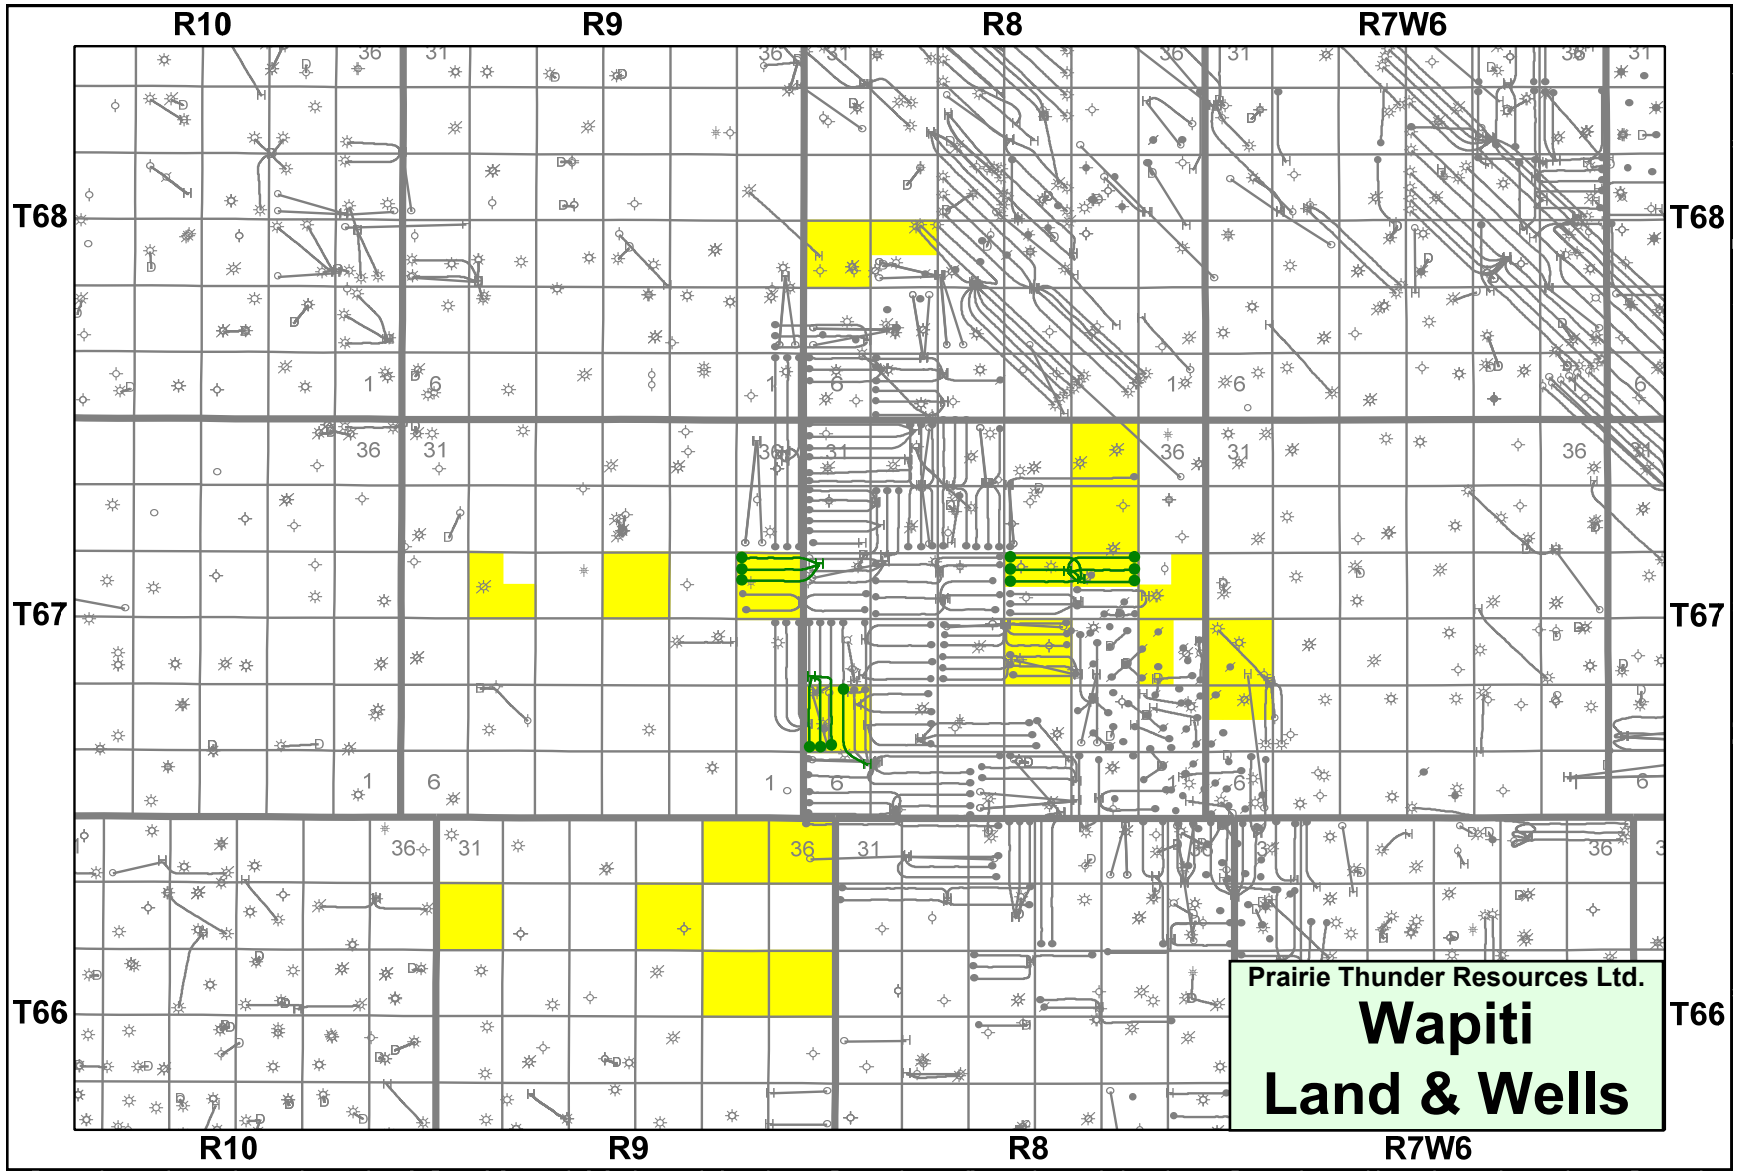 R10 R9 R8 R7W6
36 31 36 31 36 31 36 31
T68 T68
1 6 1 6 1 6 1 6
36 31 36 31 36 31 36 31
T67 T67
1 6 1 6 1 6 1 6
36 31 36 31 36 31 36 3
T66 T66
Prairie Thunder Resources Ltd.
Wapiti
Land & Wells
R10 R9 R8 R7W6